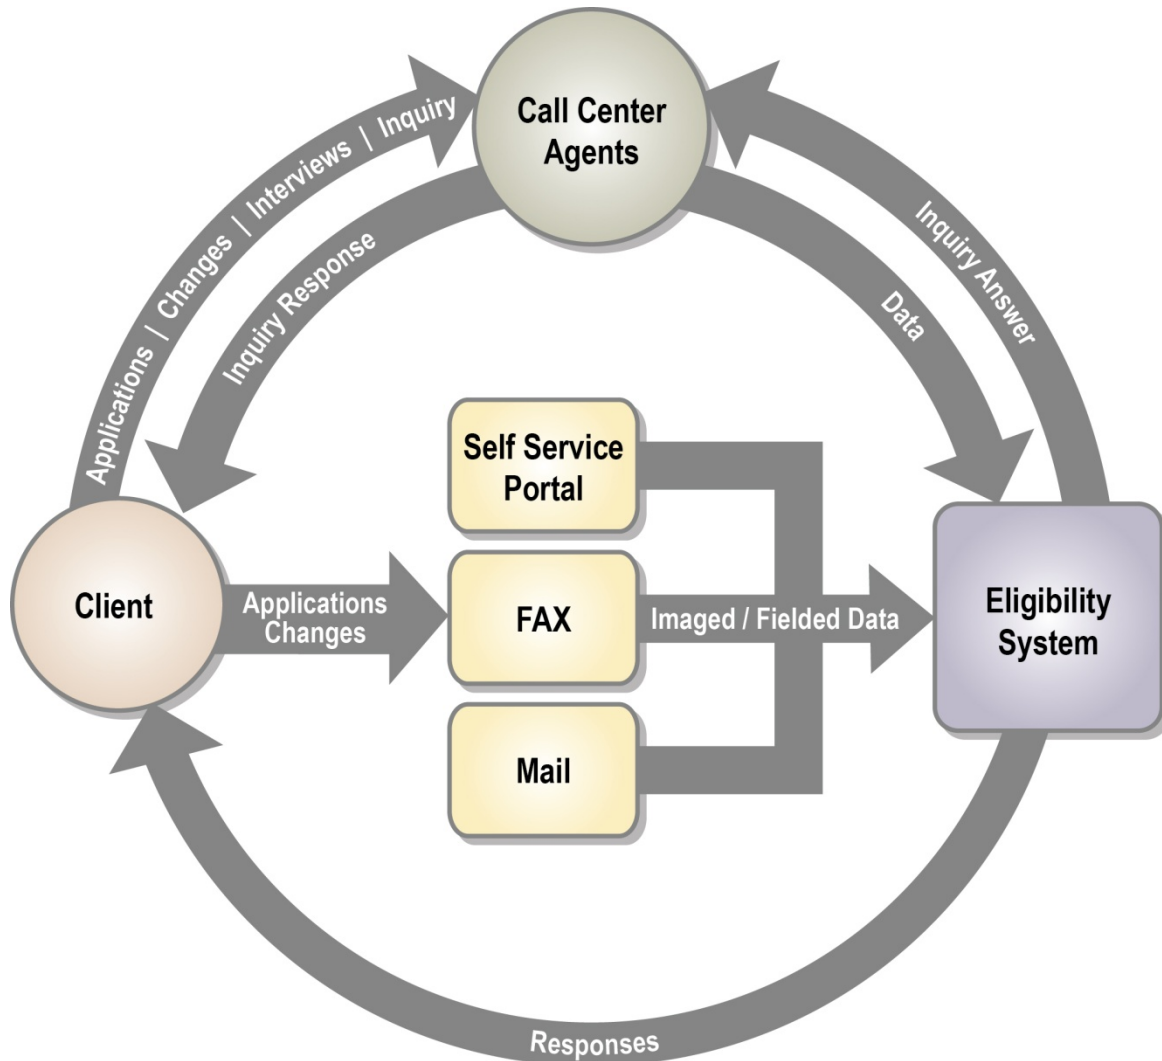 Call Center
Agents
Applications | Changes | Interviews | Inquiry
Inquiry Response
Data
Inquiry Answer
Self Service
Portal
Client
Applications
Changes
FAX
Imaged / Fielded Data
Eligibility
System
Mail
Responses